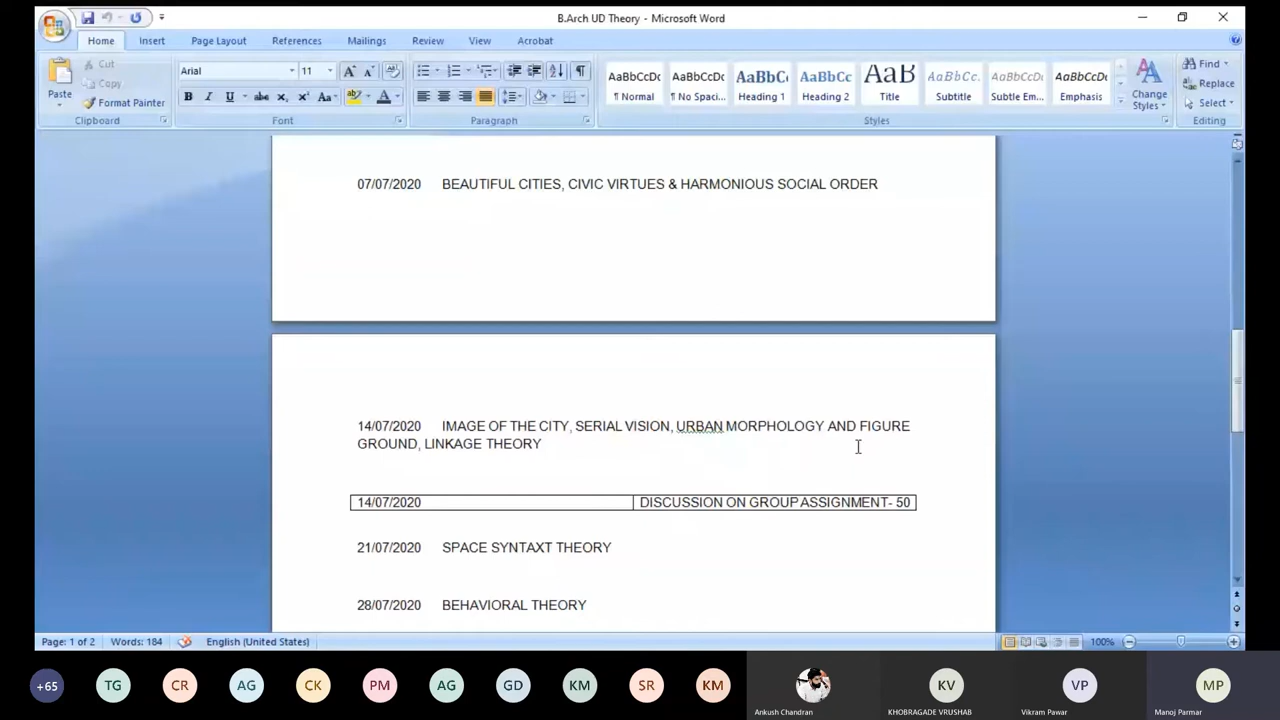 B.Arch UD Theory - Microsoft Word
Home Insert Page Layout References Mailings Review View Acrobat
Paste
Cut
Copy
Format Painter
Clipboard
Arial 11
Font
Paragraph
AaBbCcDc AaBbCcDc AaBbCc AaBbCc AaB AaBbCcDc AaBbCcDc AaBbCcDc
¶ Normal ¶ No Spaci... Heading 1 Heading 2 Title Subtitle Subtle Em... Emphasis
Change Styles
Styles
Find
Replace
Select
Editing
07/07/2020 BEAUTIFUL CITIES, CIVIC VIRTUES & HARMONIOUS SOCIAL ORDER
14/07/2020 IMAGE OF THE CITY, SERIAL VISION, URBAN MORPHOLOGY AND FIGURE
GROUND, LINKAGE THEORY
14/07/2020 DISCUSSION ON GROUP ASSIGNMENT- 50
21/07/2020 SPACE SYNTAXT THEORY
28/07/2020 BEHAVIORAL THEORY
Page: 1 of 2 Words: 184 English (United States) 100%
+65 TG CR AG CK PM AG GD KM SR KM KV VP MP
Ankush Chandran KHOBRAGADE VRUSHAB Vikram Pawar Manoj Parmar